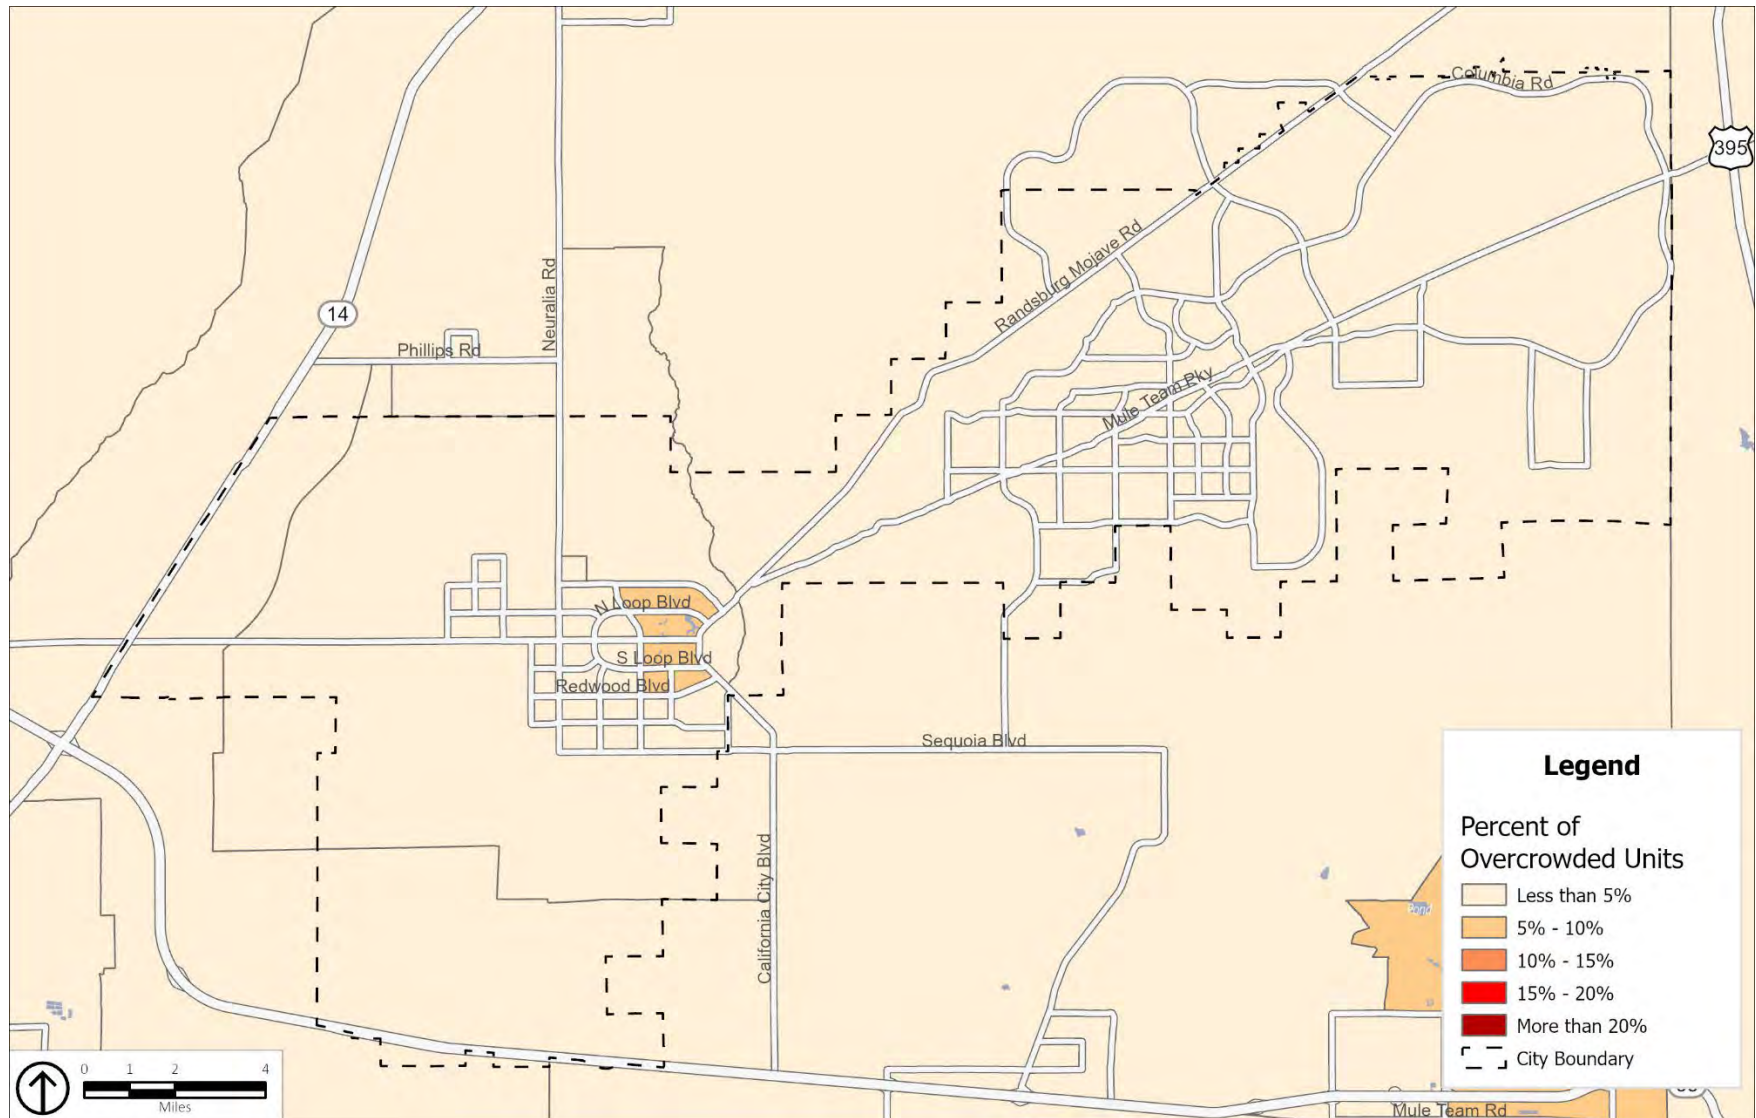 Columbia Rd
395
Randsburg Mojave Rd
Neuralia Rd
14
Phillips Rd
Mule Team Pky
N Loop Blvd
S Loop Blvd
Redwood Blvd
Sequoia Blvd
California City Blvd
Legend
Percent of
Overcrowded Units
Less than 5%
5% - 10%
10% - 15%
15% - 20%
More than 20%
City Boundary
Pond
0 1 2 4
Miles
Mule Team Rd